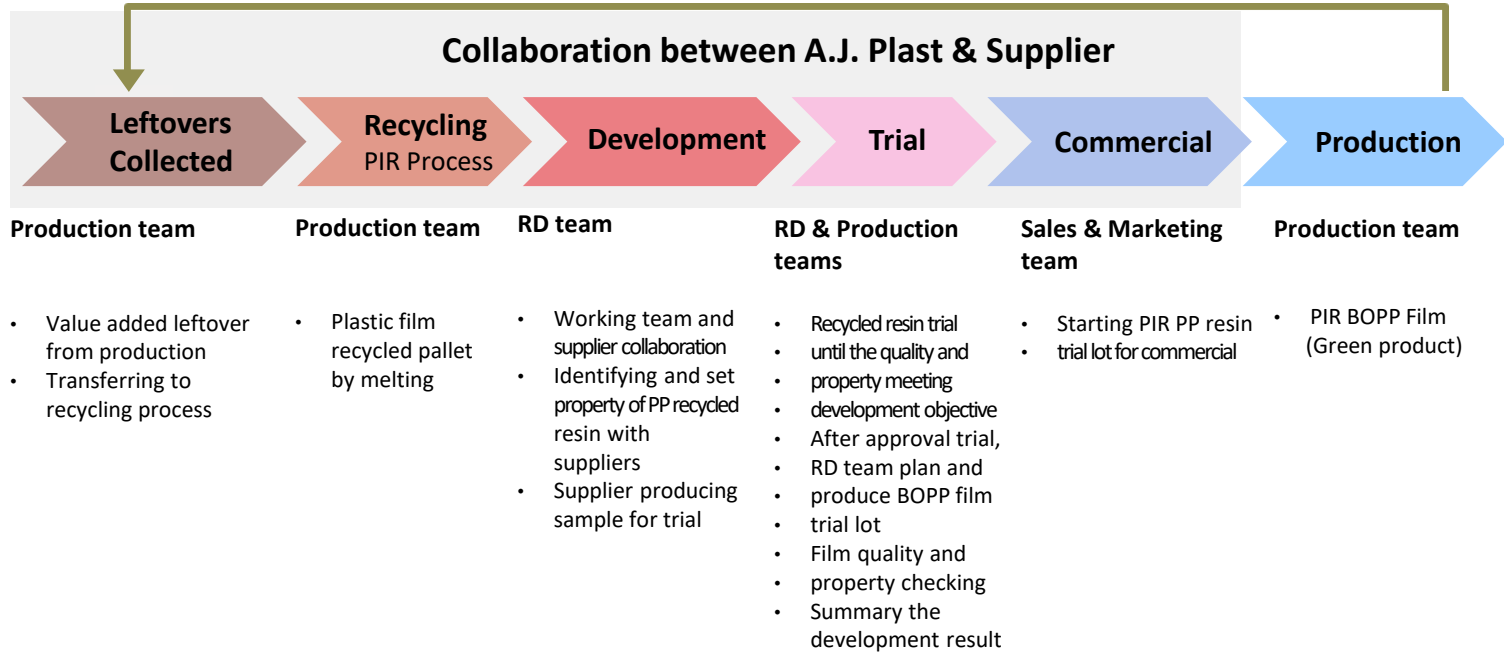 Collaboration between A.J. Plast & Supplier
Leftovers
Collected
Recycling
PIR Process
Development
Trial
Commercial
Production
Production team
• Value added leftover
from production
• Transferring to
recycling process
Production team
• Plastic film
recycled pallet
by melting
RD team
• Working team and
supplier collaboration
• Identifying and set
property of PP recycled
resin with
suppliers
• Supplier producing
sample for trial
RD & Production
teams
• Recycled resin trial
• until the quality and
• property meeting
• development objective
• After approval trial,
• RD team plan and
• produce BOPP film
• trial lot
• Film quality and
• property checking
• Summary the
development result
Sales & Marketing
team
• Starting PIR PP resin
• trial lot for commercial
Production team
• PIR BOPP Film
(Green product)